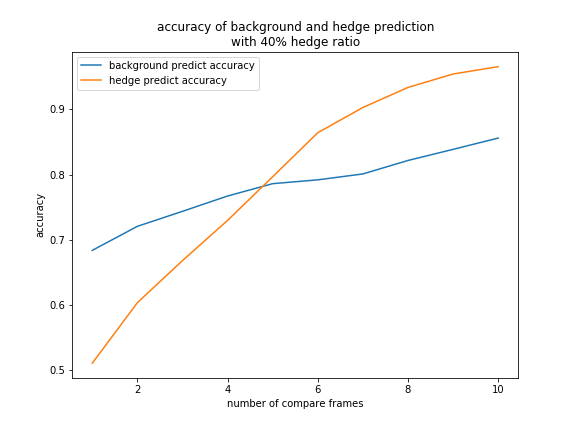 accuracy of background and hedge prediction
with 40% hedge ratio
background predict accuracy
hedge predict accuracy
0.9
0.8
0.7
0.6
0.5
accuracy
2 4 6 8 10
number of compare frames